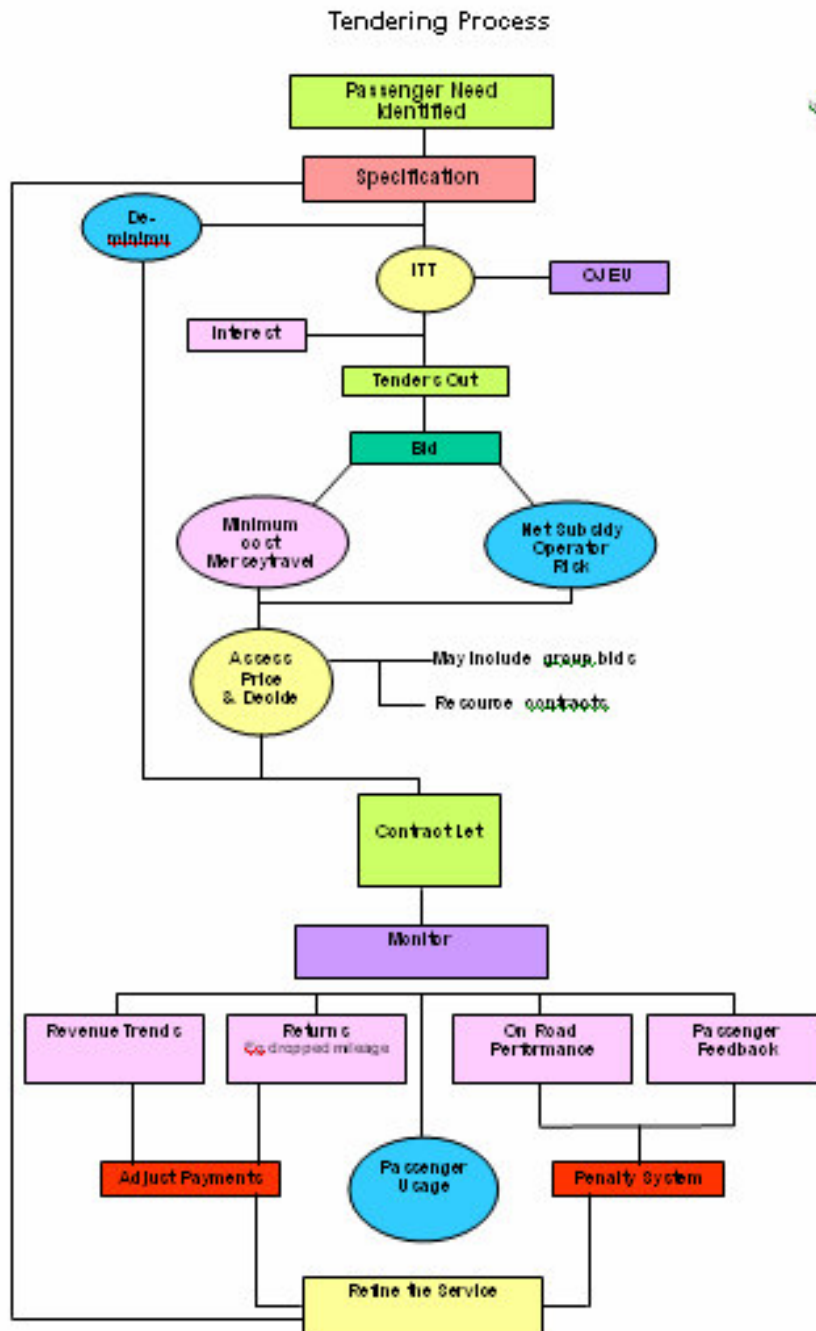 Tendering Process
Passenger Need
Identified
Specification
De-
minimu
ITT
OJEU
Interest
Tenders Out
Bid
Minimum
cost
Merseytravel
Net Subsidy
Operator
Risk
Assess
Price
& Decide
May include group bids
Resource contracts
Contract Let
Monitor
Revenue Trends
Returns
Eg dropped mileage
On Road
Performance
Passenger
Feedback
Adjust Payments
Passenger
Usage
Penalty System
Refine the Service